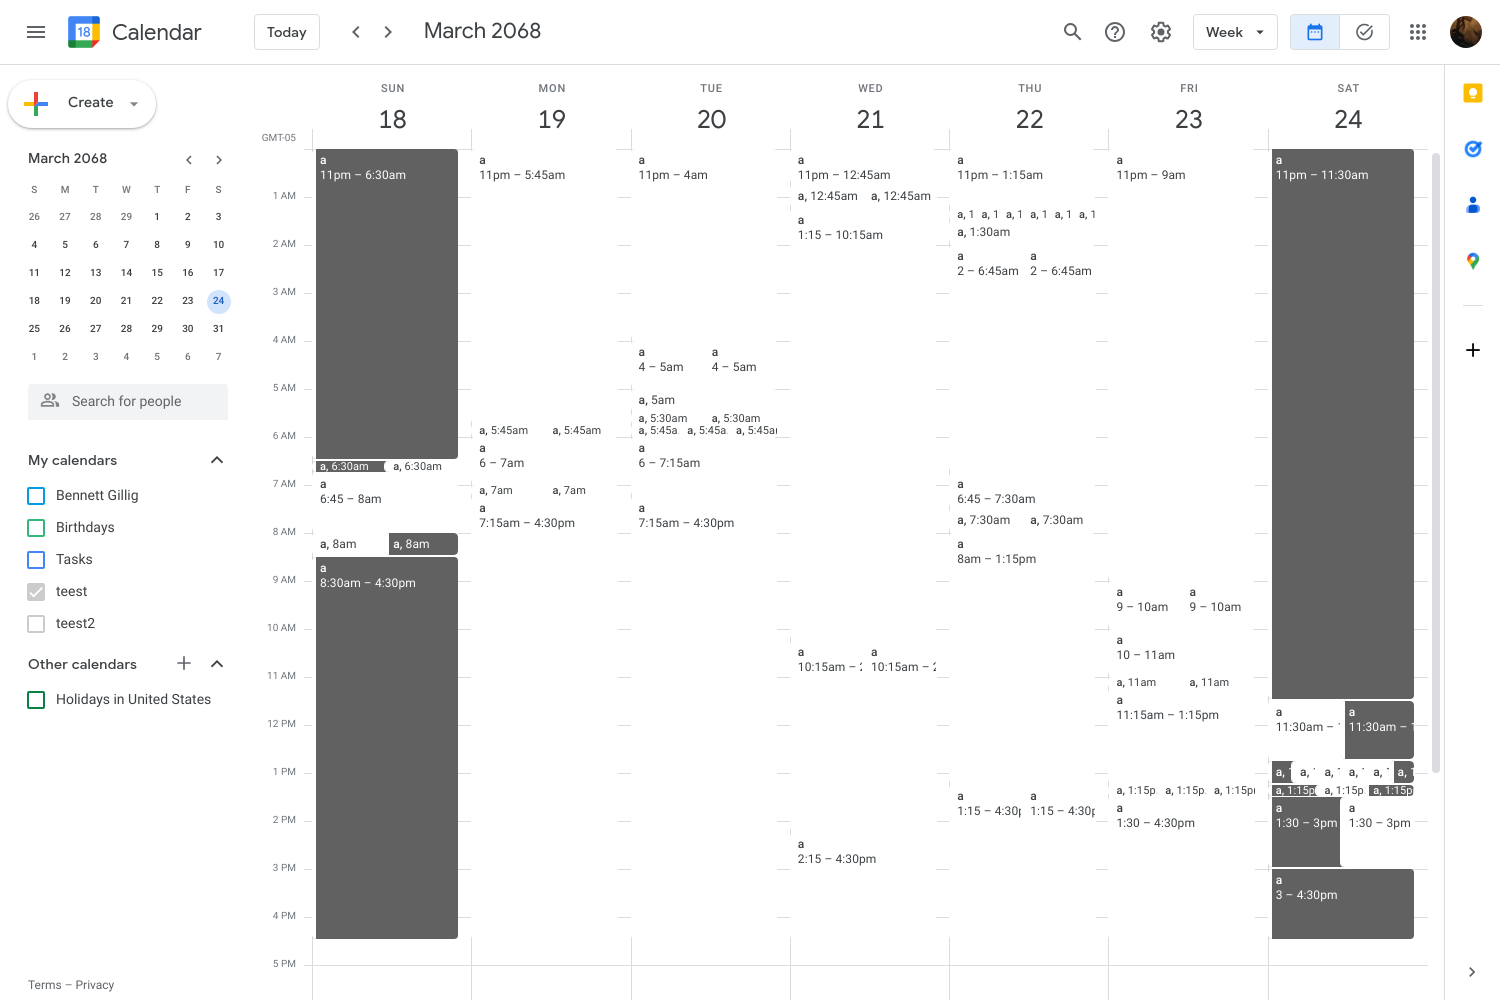 18 Calendar Today March 2068 Week
Create
SUN MON TUE WED THU FRI SAT
18 19 20 21 22 23 24
GMT-05
March 2068
S M T W T F S
26 27 28 29 1 2 3
4 5 6 7 8 9 10
11 12 13 14 15 16 17
18 19 20 21 22 23 24
25 26 27 28 29 30 31
1 2 3 4 5 6 7
Search for people
My calendars
Bennett Gillig
Birthdays
Tasks
teest
teest2
Other calendars
Holidays in United States
Terms – Privacy
1 AM
2 AM
3 AM
4 AM
5 AM
6 AM
7 AM
8 AM
9 AM
10 AM
11 AM
12 PM
1 PM
2 PM
3 PM
4 PM
5 PM
a
11pm – 6:30am
a, 6:30am a, 6:30am
a
6:45 – 8am
a, 8am a, 8am
a
8:30am – 4:30pm
a
11pm – 5:45am
a, 5:45am a, 5:45am
a
6 – 7am
a, 7am a, 7am
a
7:15am – 4:30pm
a
11pm – 4am
a a
4 – 5am 4 – 5am
a, 5am
a, 5:30am a, 5:30am
a, 5:45a a, 5:45a a, 5:45a
a
6 – 7:15am
a
7:15am – 4:30pm
a
11pm – 12:45am
a, 12:45am a, 12:45am
a
1:15 – 10:15am
a a
10:15am – 2 10:15am – 2
a
2:15 – 4:30pm
a
11pm – 1:15am
a, 1 a, 1 a, 1 a, 1 a, 1 a, 1
a, 1:30am
a a
2 – 6:45am 2 – 6:45am
a
6:45 – 7:30am
a, 7:30am a, 7:30am
a
8am – 1:15pm
a a
1:15 – 4:30p 1:15 – 4:30p
a
11pm – 9am
a a
9 – 10am 9 – 10am
a
10 – 11am
a, 11am a, 11am
a
11:15am – 1:15pm
a, 1:15p a, 1:15p a, 1:15p
a
1:30 – 4:30pm
a
11pm – 11:30am
a a
11:30am – 11:30am –
a, a, a, a, a, a,
a, 1:15p a, 1:15p a, 1:15p
a a
1:30 – 3pm 1:30 – 3pm
a
3 – 4:30pm